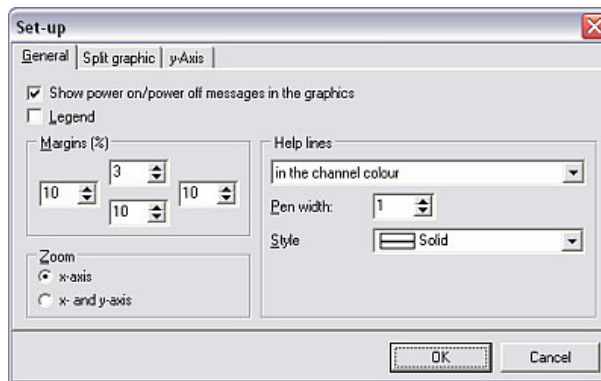 Set-up
General Split graphic y-Axis
Show power on/power off messages in the graphics
Legend
Margins (%)
3
10 10
10
Help lines
in the channel colour
Pen width: 1
Style Solid
Zoom
x-axis
x- and y-axis
OK Cancel